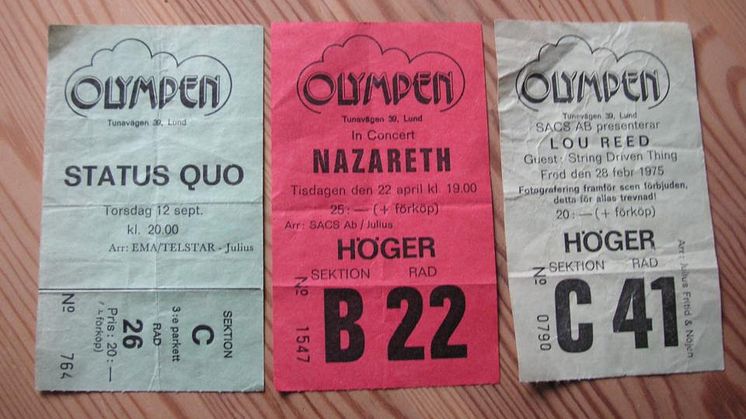 OLYMPEN
Tunavägen 39, Lund
STATUS QUO
Torsdag 12 sept.
kl. 20.00
Arr: EMA/TELSTAR - Julius
SEKTION
C
3:e parkett
RAD
26
Pris: 20:—
(+ förköp)
No 764
OLYMPEN
Tunavägen 39, Lund
In Concert
NAZARETH
Tisdagen den 22 april kl. 19.00
25:— (+ förköp)
Arr: SACS Ab / Julius
HÖGER
SEKTION RAD
B 22
No 1547
OLYMPEN
Tunavägen 39, Lund
SACS AB presenterar
LOU REED
Guest: String Driven Thing
Fred den 28 febr 1975
Fotografering framför scen förbjuden,
detta för allas trevnad!
20:— (+ förköp)
HÖGER
SEKTION RAD
C 41
No 0790
Arr: Julius Fritid & Nöjen